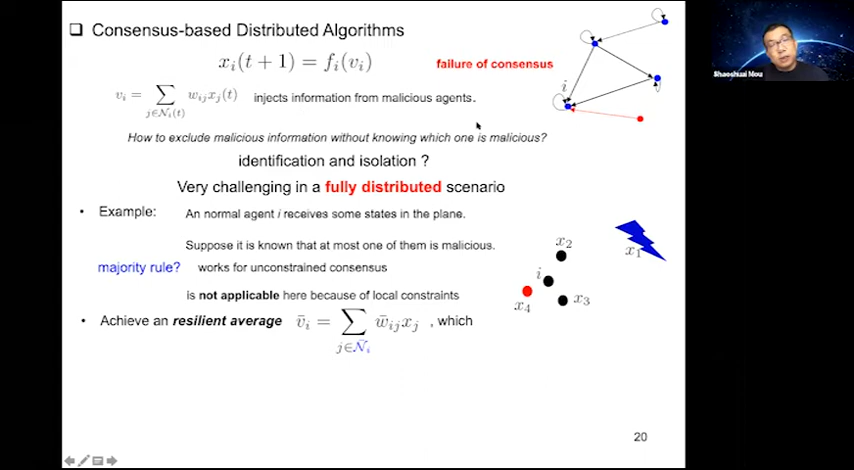 Consensus-based Distributed Algorithms
x_i(t + 1) = f_i(v_i)
failure of consensus
v_i = ∑_{j∈N_i(t)} w_{ij}x_j(t) injects information from malicious agents.
How to exclude malicious information without knowing which one is malicious?
identification and isolation ?
Very challenging in a fully distributed scenario
• Example: An normal agent i receives some states in the plane.
Suppose it is known that at most one of them is malicious.
majority rule? works for unconstrained consensus
is not applicable here because of local constraints
• Achieve an resilient average v̄_i = ∑_{j∈N̄_i} w̄_{ij}x_j , which
i
x_2
x_1
i
x_4
x_3
20
Shaoshuai Mou